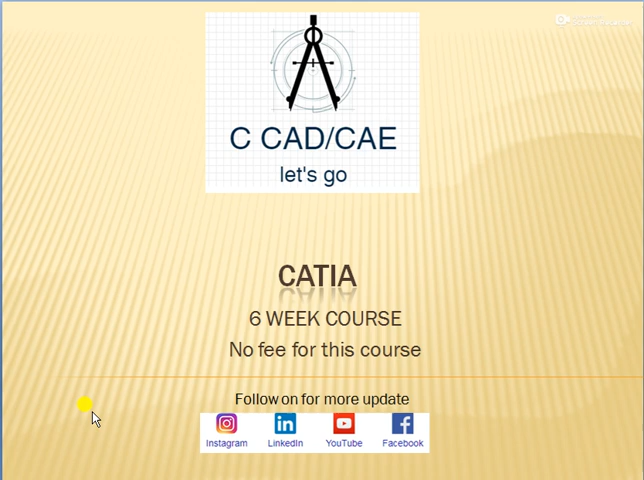 C CAD/CAE
let's go
CATIA
6 WEEK COURSE
No fee for this course
Follow on for more update
Instagram LinkedIn YouTube Facebook